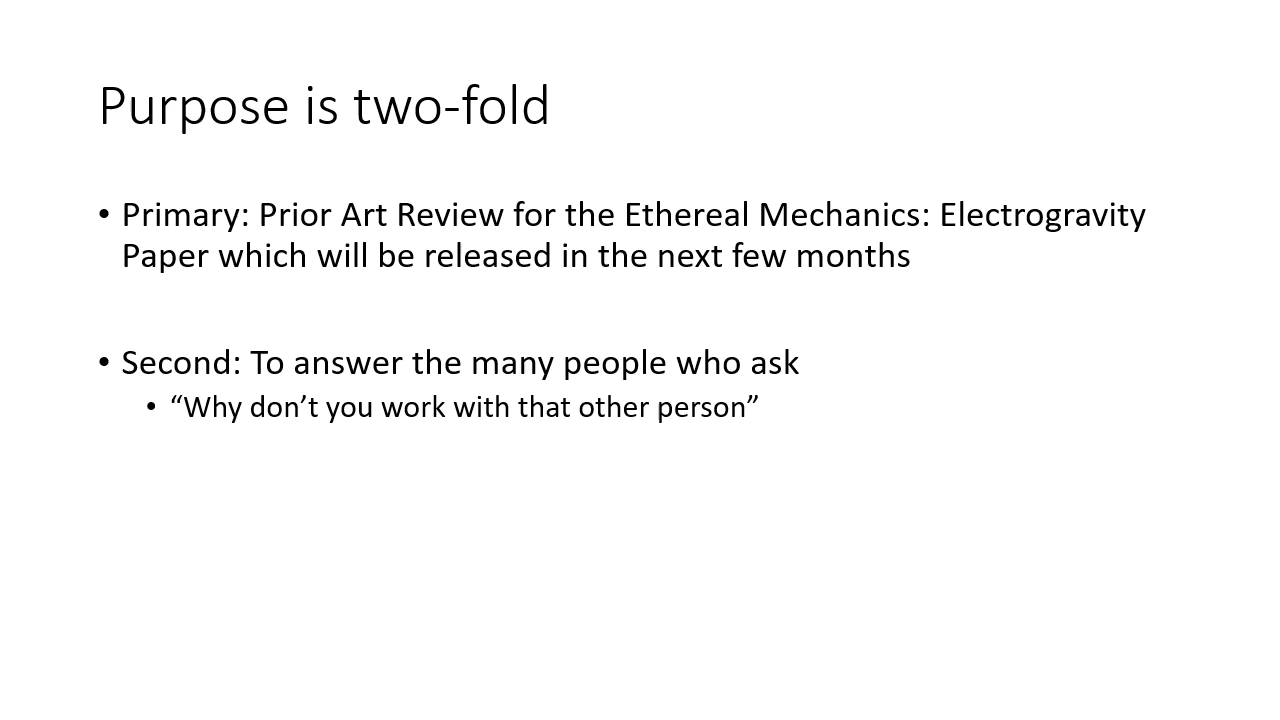 Purpose is two-fold
• Primary: Prior Art Review for the Ethereal Mechanics: Electrogravity
Paper which will be released in the next few months
• Second: To answer the many people who ask
• “Why don’t you work with that other person”